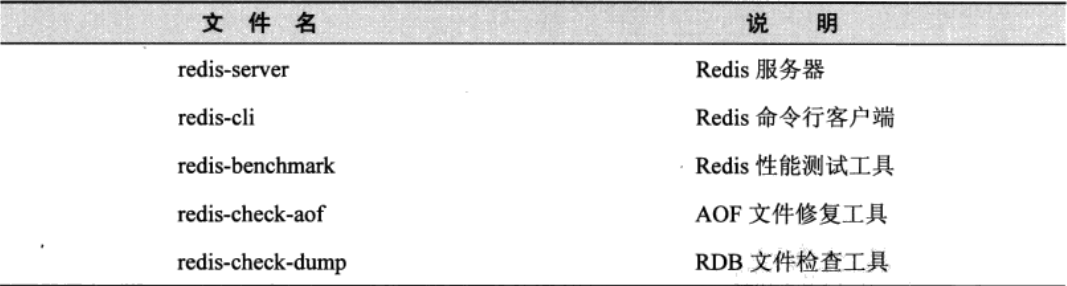 文 件 名 说 明
redis-server Redis 服务器
redis-cli Redis 命令行客户端
redis-benchmark Redis 性能测试工具
redis-check-aof AOF 文件修复工具
redis-check-dump RDB 文件检查工具